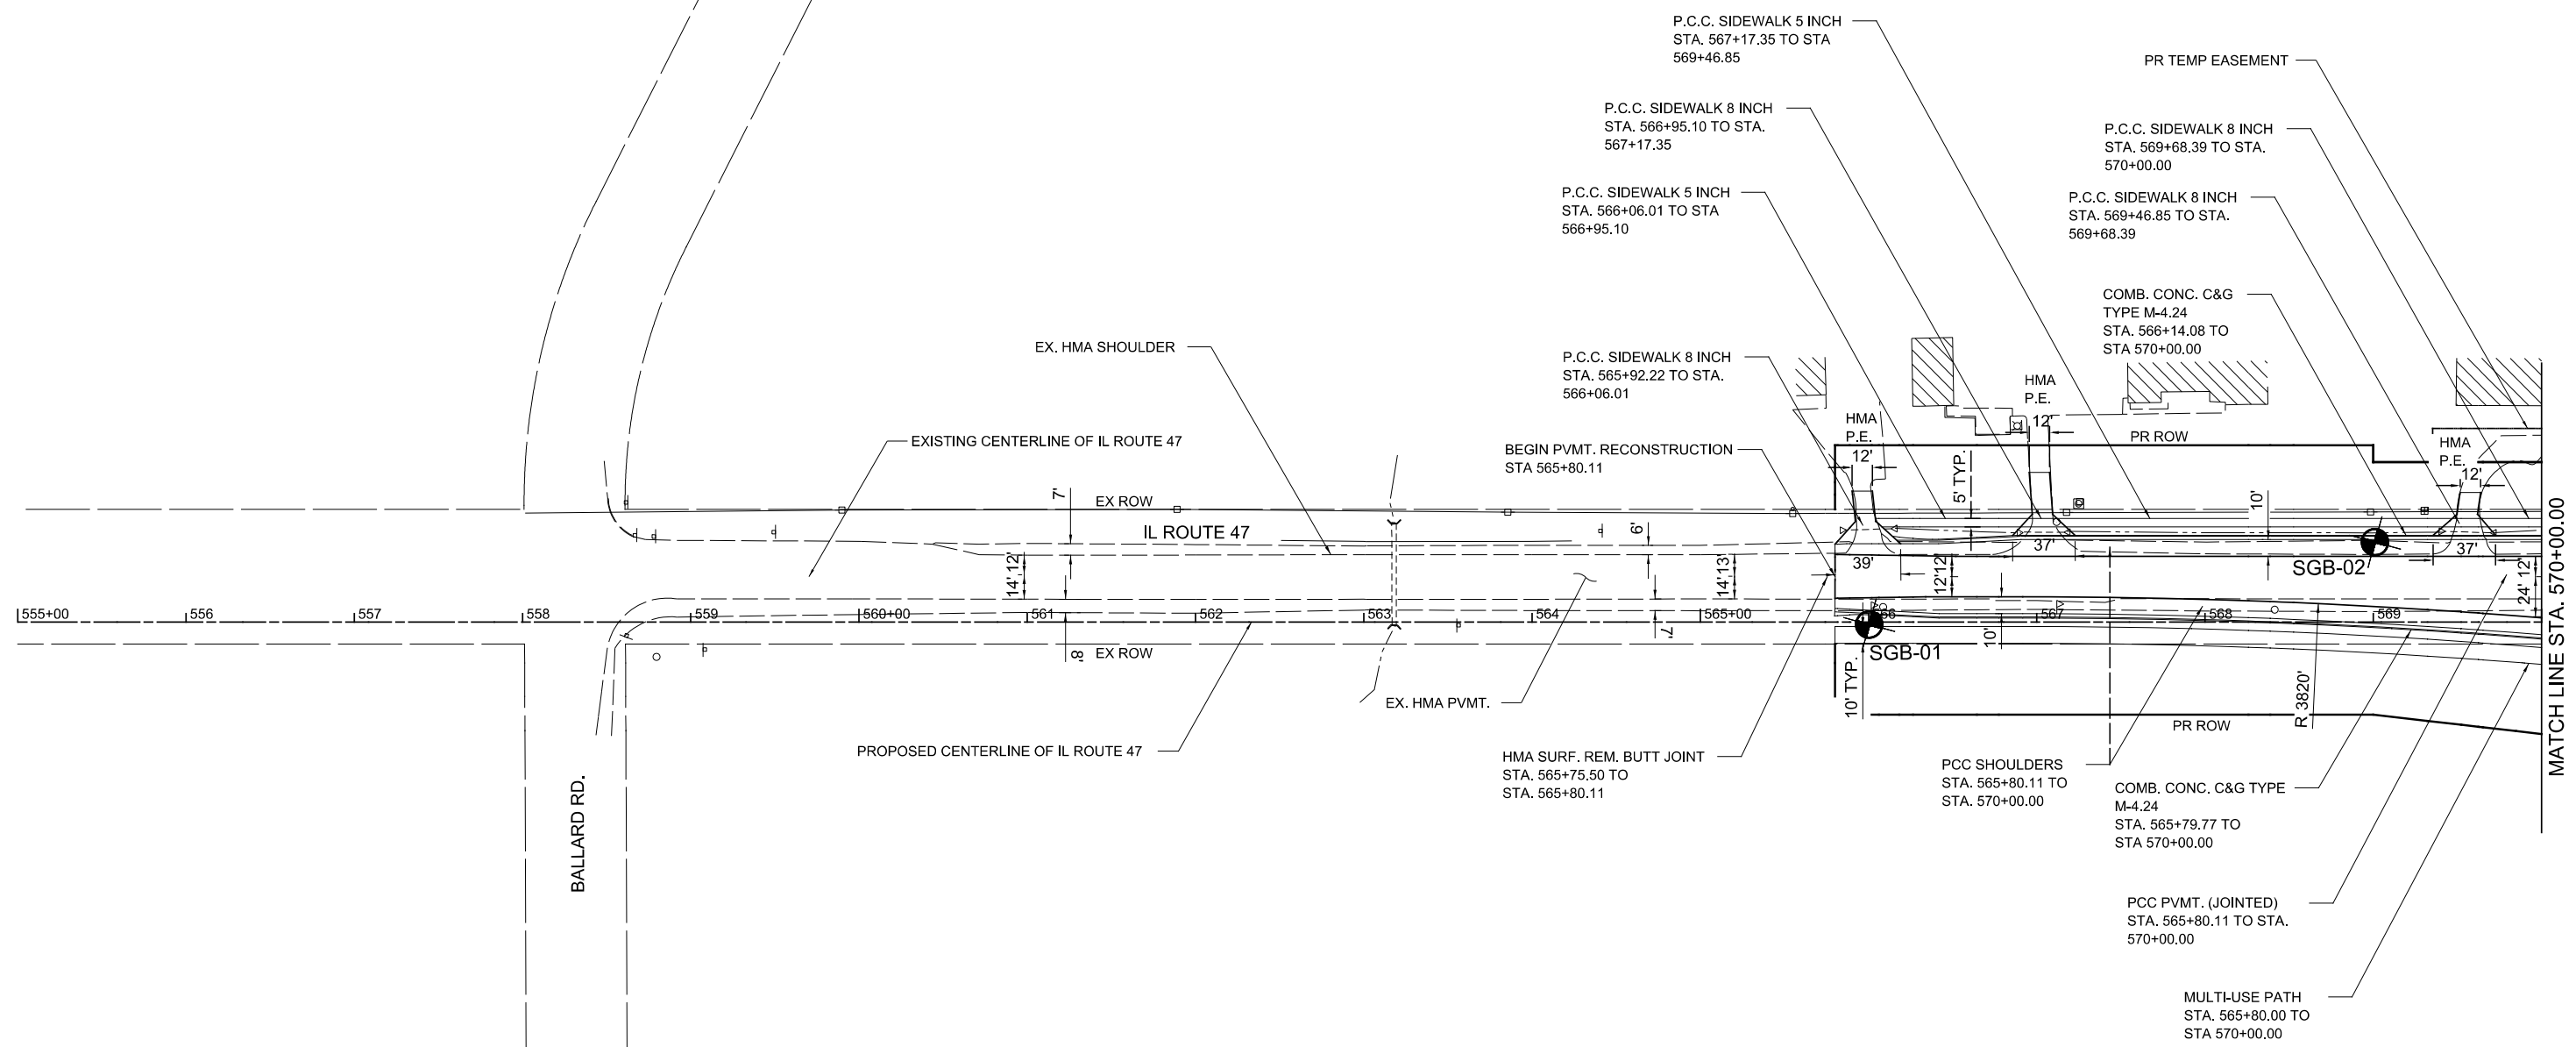 P.C.C. SIDEWALK 5 INCH
STA. 567+17.35 TO STA
569+46.85
PR TEMP EASEMENT
P.C.C. SIDEWALK 8 INCH
STA. 566+95.10 TO STA.
567+17.35
P.C.C. SIDEWALK 8 INCH
STA. 569+68.39 TO STA.
570+00.00
P.C.C. SIDEWALK 5 INCH
STA. 566+06.01 TO STA
566+95.10
P.C.C. SIDEWALK 8 INCH
STA. 569+46.85 TO STA.
569+68.39
COMB. CONC. C&G
TYPE M-4.24
STA. 566+14.08 TO
STA 570+00.00
EX. HMA SHOULDER
P.C.C. SIDEWALK 8 INCH
STA. 565+92.22 TO STA.
566+06.01
HMA
P.E.
12'
HMA
P.E.
12'
HMA
P.E.
12'
EXISTING CENTERLINE OF IL ROUTE 47
BEGIN PVMT. RECONSTRUCTION
STA 565+80.11
PR ROW
5' TYP.
10'
EX ROW
7'
IL ROUTE 47
6'
39'
37'
37'
SGB-02
14' 12'
14' 13'
12' 12'
24' 12'
555+00
556
557
558
559
560+00
561
562
563
564
565+00
566
567
568
569
8'
EX ROW
7'
SGB-01
10'
10' TYP.
R 3820'
PR ROW
MATCH LINE STA. 570+00.00
EX. HMA PVMT.
PROPOSED CENTERLINE OF IL ROUTE 47
HMA SURF. REM. BUTT JOINT
STA. 565+75.50 TO
STA. 565+80.11
PCC SHOULDERS
STA. 565+80.11 TO
STA. 570+00.00
COMB. CONC. C&G TYPE
M-4.24
STA. 565+79.77 TO
STA 570+00.00
BALLARD RD.
PCC PVMT. (JOINTED)
STA. 565+80.11 TO STA.
570+00.00
MULTI-USE PATH
STA. 565+80.00 TO
STA 570+00.00